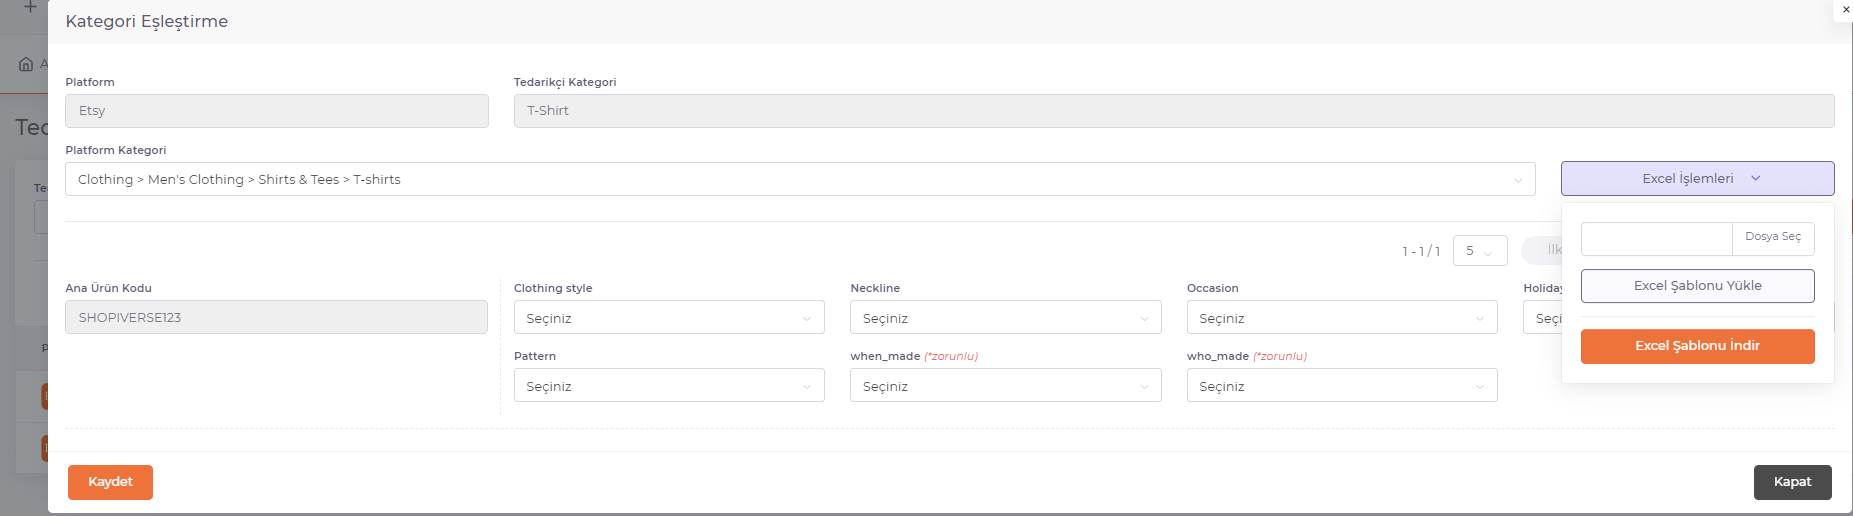 Kategori Eşleştirme
×
Platform
Tedarikçi Kategori
Etsy
T-Shirt
Platform Kategori
Clothing > Men's Clothing > Shirts & Tees > T-shirts
Excel İşlemleri
Dosya Seç
Excel Şablonu Yükle
Excel Şablonu İndir
1 - 1 / 1
5
İlk
Ana Ürün Kodu
SHOPIVERSE123
Clothing style
Neckline
Occasion
Holiday
Seçiniz
Seçiniz
Seçiniz
Seçi
Pattern
when_made (*zorunlu)
who_made (*zorunlu)
Seçiniz
Seçiniz
Seçiniz
Kaydet
Kapat